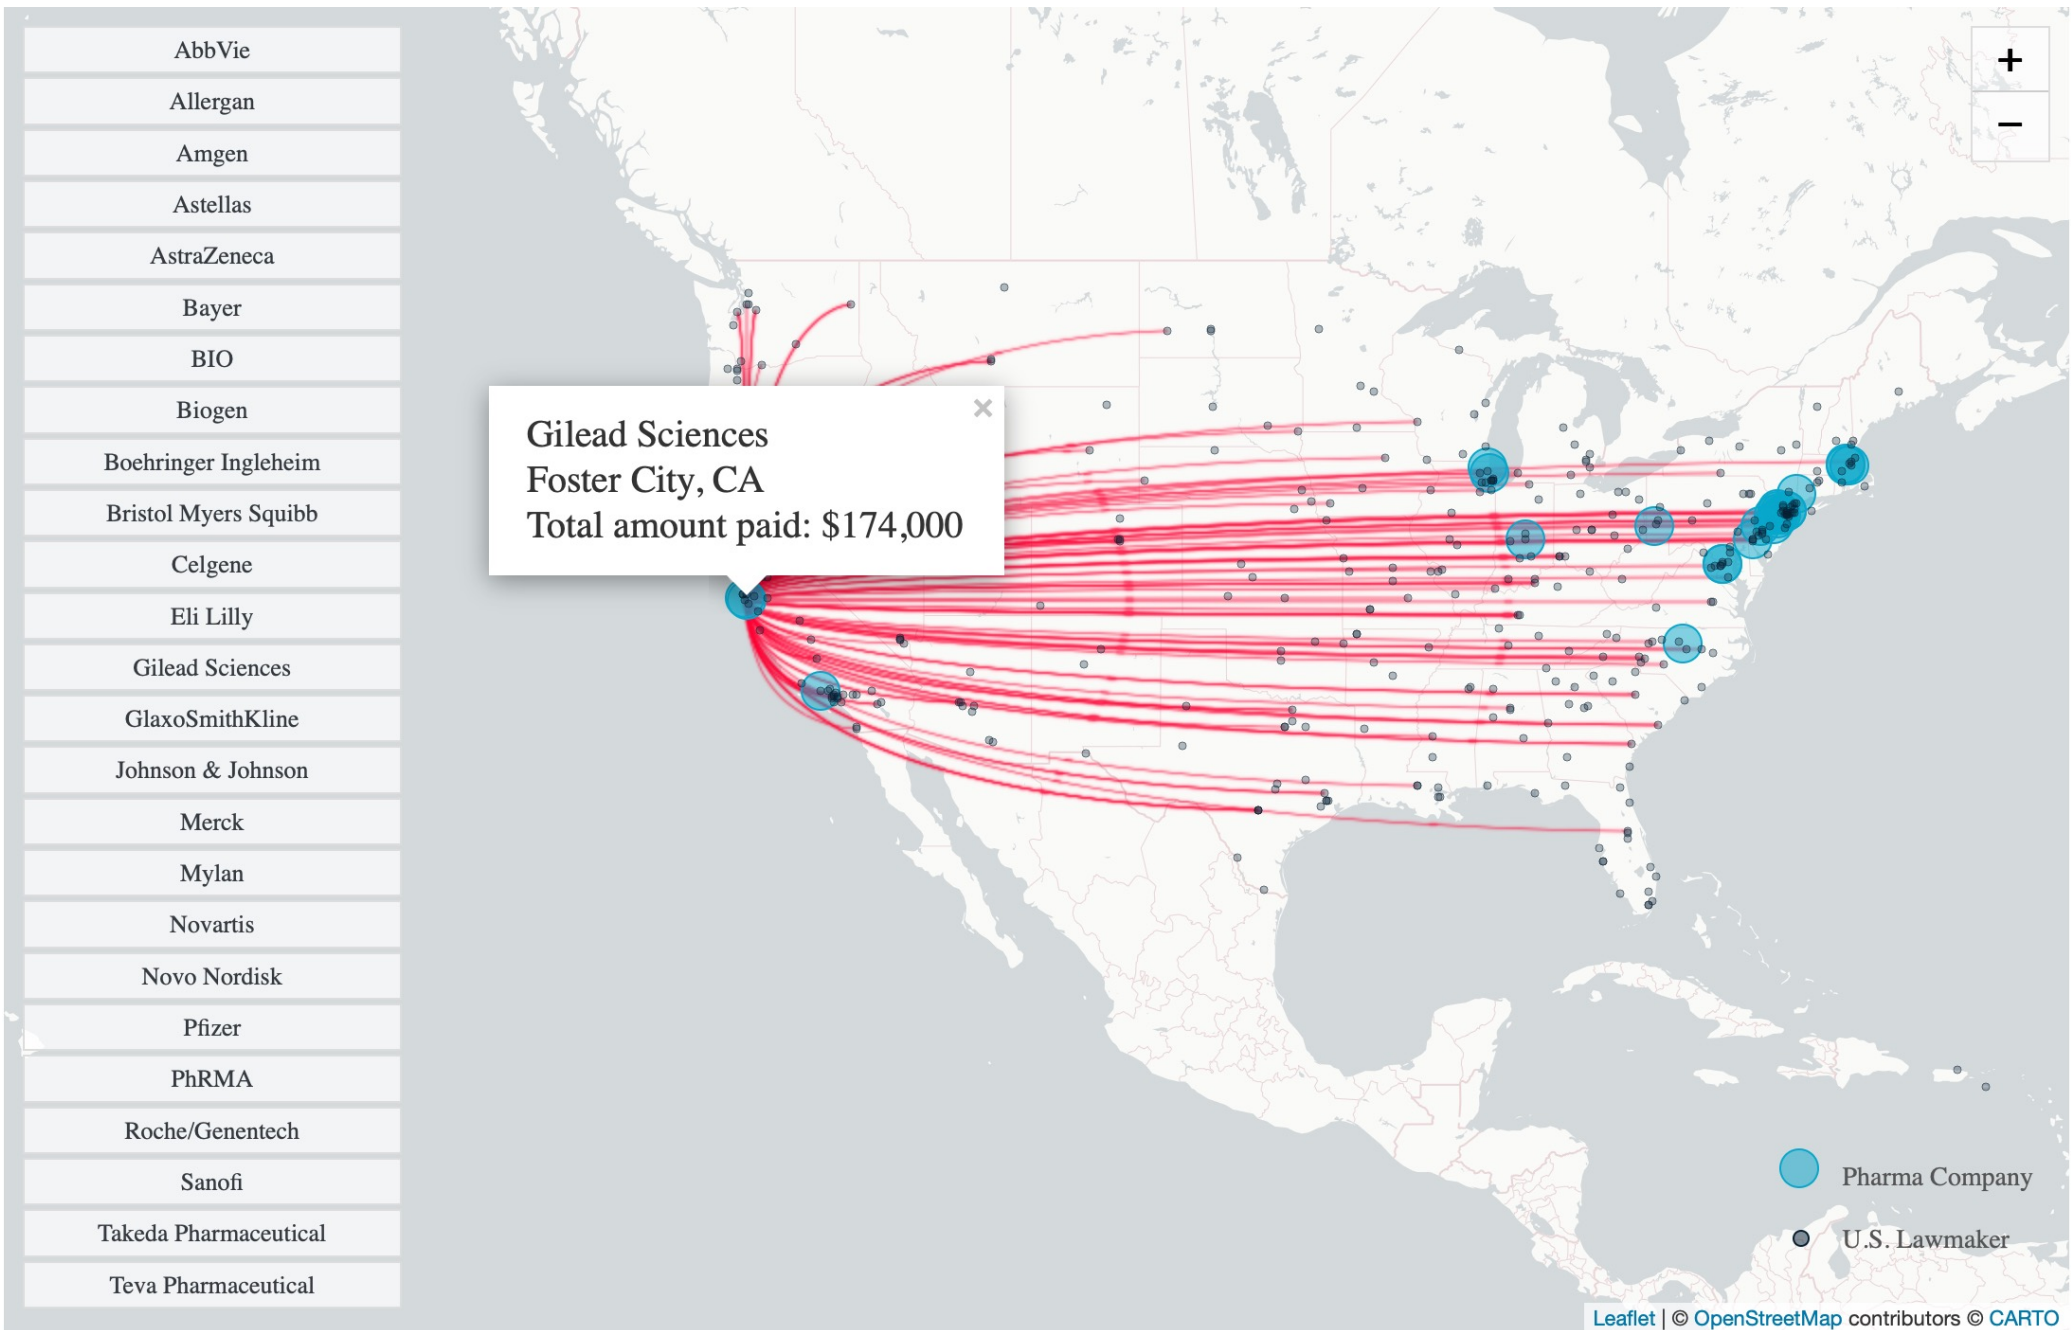 AbbVie
Allergan
Amgen
Astellas
AstraZeneca
Bayer
BIO
Biogen
Boehringer Ingleheim
Bristol Myers Squibb
Celgene
Eli Lilly
Gilead Sciences
GlaxoSmithKline
Johnson & Johnson
Merck
Mylan
Novartis
Novo Nordisk
Pfizer
PhRMA
Roche/Genentech
Sanofi
Takeda Pharmaceutical
Teva Pharmaceutical
+
−
×
Gilead Sciences
Foster City, CA
Total amount paid: $174,000
Pharma Company
U.S. Lawmaker
Leaflet | © OpenStreetMap contributors © CARTO